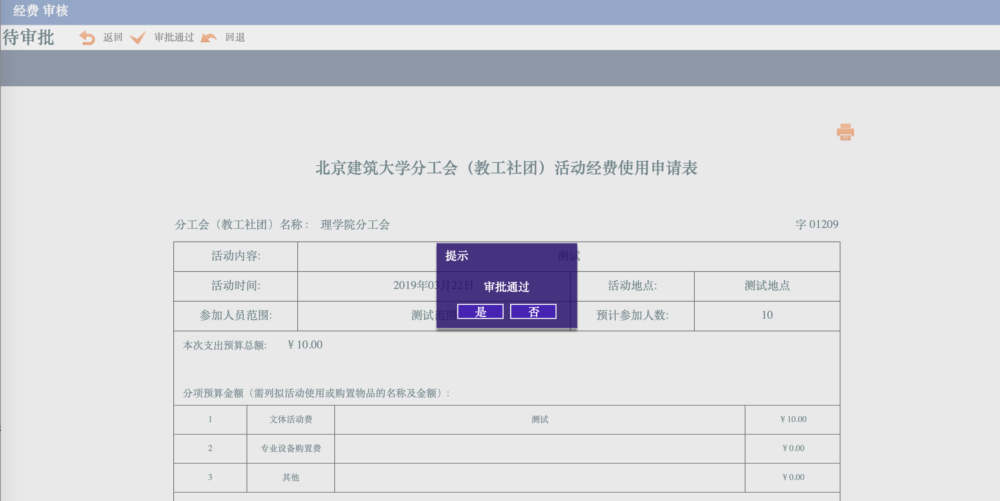 经费 审核
待审批 返回 审批通过 回退
北京建筑大学分工会（教工社团）活动经费使用申请表
分工会（教工社团）名称： 理学院分工会 字 01209
活动内容: 测试
活动时间: 2019年03月22日 活动地点: 测试地点
参加人员范围: 测试范围 预计参加人数: 10
提示
审批通过
是 否
本次支出预算总额: ¥ 10.00
分项预算金额（需列拟活动使用或购置物品的名称及金额）:
1 文体活动费 测试 ¥ 10.00
2 专业设备购置费 ¥ 0.00
3 其他 ¥ 0.00